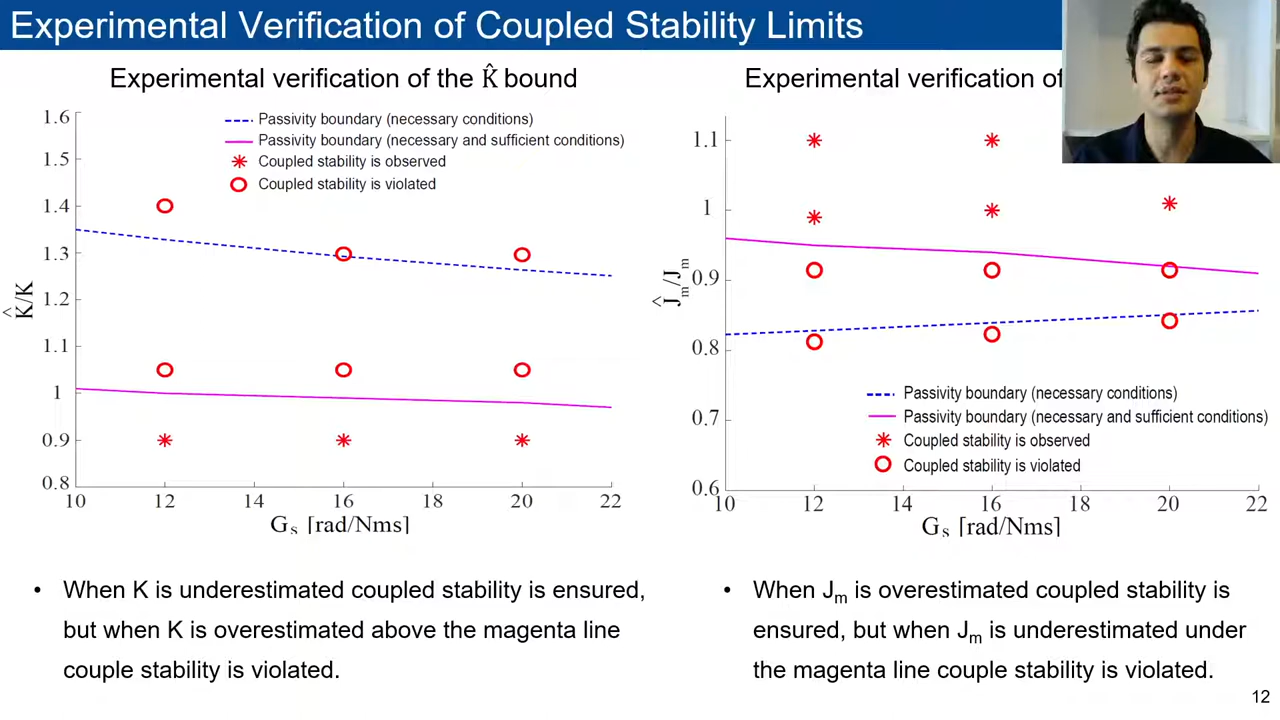 Experimental Verification of Coupled Stability Limits
Experimental verification of the K̂ bound
1.6
1.5
1.4
1.3
1.2
1.1
1
0.9
0.8
K̂/K
Passivity boundary (necessary conditions)
Passivity boundary (necessary and sufficient conditions)
Coupled stability is observed
Coupled stability is violated
10 12 14 16 18 20 22
Gₛ [rad/Nms]
• When K is underestimated coupled stability is ensured,
but when K is overestimated above the magenta line
couple stability is violated.
Experimental verification of
1.1
1
0.9
0.8
0.7
0.6
Ĵₘ/Jₘ
Passivity boundary (necessary conditions)
Passivity boundary (necessary and sufficient conditions)
Coupled stability is observed
Coupled stability is violated
10 12 14 16 18 20 22
Gₛ [rad/Nms]
• When Jₘ is overestimated coupled stability is
ensured, but when Jₘ is underestimated under
the magenta line couple stability is violated.
12